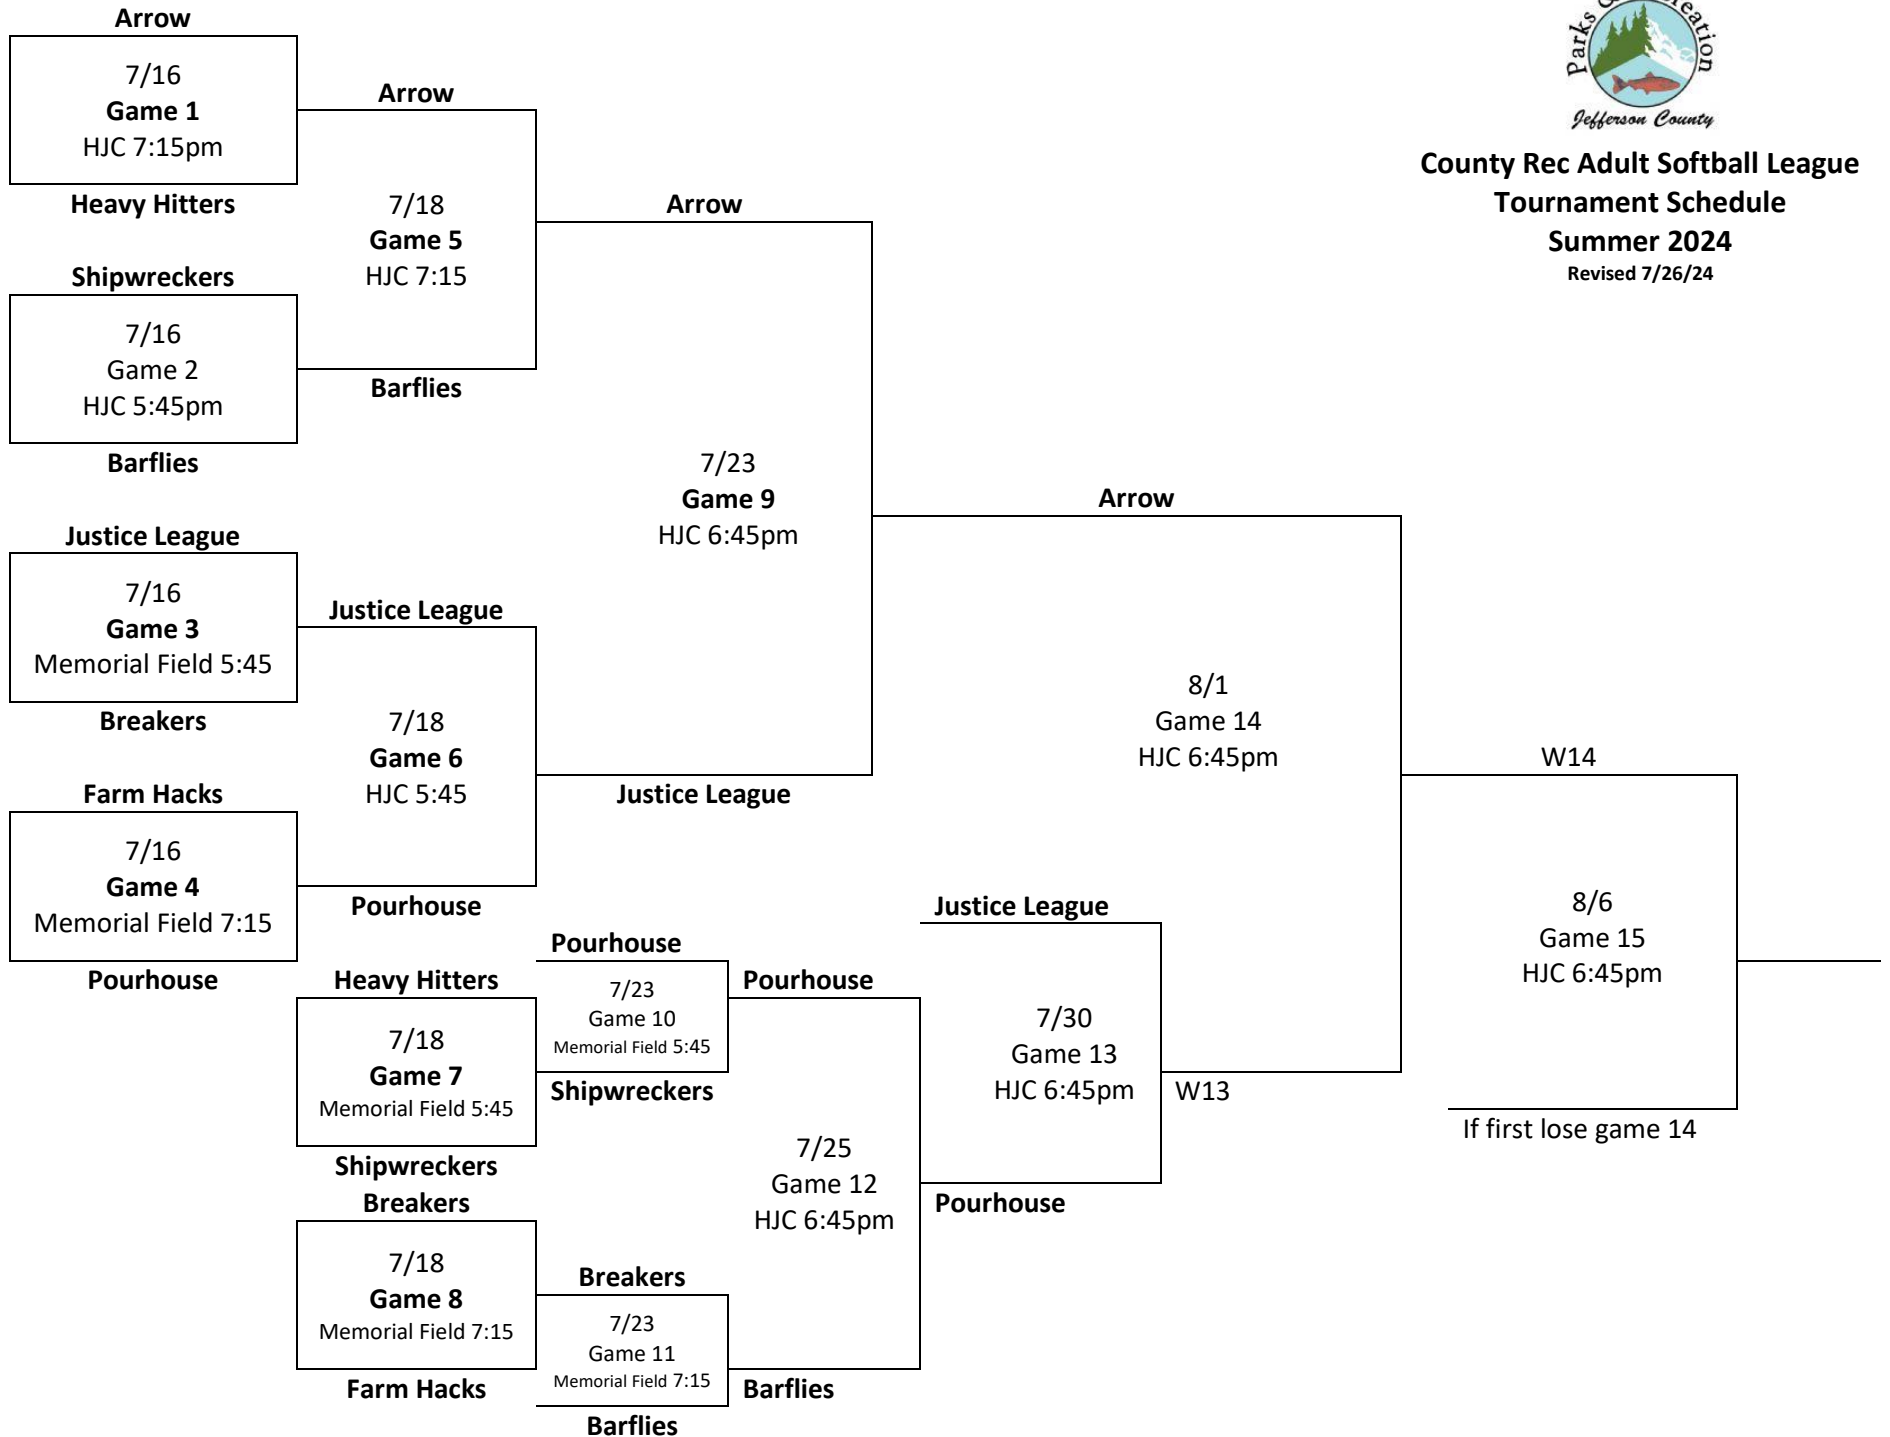 Arrow
7/16
Game 1
HJC 7:15pm
Heavy Hitters
Shipwreckers
7/16
Game 2
HJC 5:45pm
Barflies
Justice League
7/16
Game 3
Memorial Field 5:45
Breakers
Farm Hacks
7/16
Game 4
Memorial Field 7:15
Pourhouse
Arrow
7/18
Game 5
HJC 7:15
Barflies
Justice League
7/18
Game 6
HJC 5:45
Pourhouse
Heavy Hitters
7/18
Game 7
Memorial Field 5:45
Shipwreckers
Breakers
7/18
Game 8
Memorial Field 7:15
Farm Hacks
Arrow
7/23
Game 9
HJC 6:45pm
Justice League
Pourhouse
7/23
Game 10
Memorial Field 5:45
Shipwreckers
Breakers
7/23
Game 11
Memorial Field 7:15
Barflies
Pourhouse
7/25
Game 12
HJC 6:45pm
Barflies
Justice League
7/30
Game 13
HJC 6:45pm
Pourhouse
Arrow
8/1
Game 14
HJC 6:45pm
W13
W14
8/6
Game 15
HJC 6:45pm
If first lose game 14
Parks
Jefferson County
County Rec Adult Softball League
Tournament Schedule
Summer 2024
Revised 7/26/24